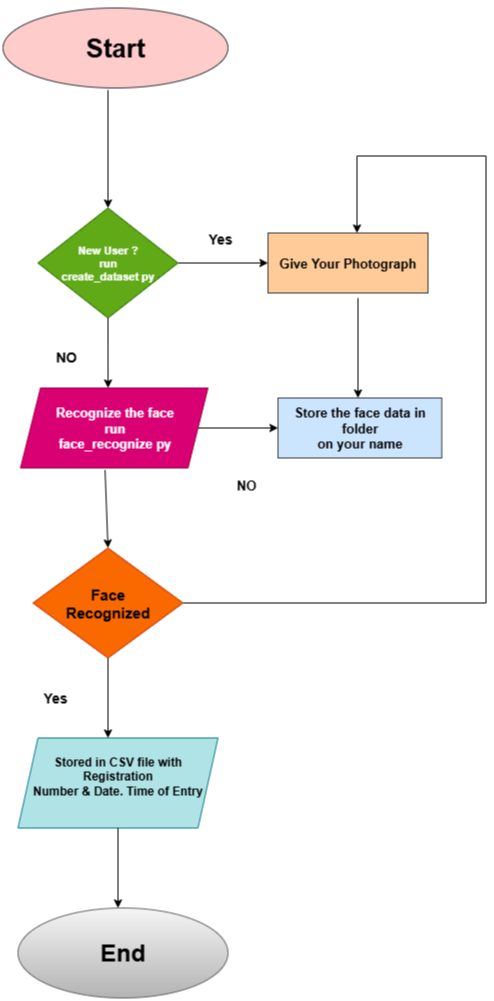 Start
New User ?
run
create_dataset py
Yes
Give Your Photograph
NO
Recognize the face
run
face_recognize py
Store the face data in
folder
on your name
NO
Face
Recognized
Yes
Stored in CSV file with
Registration
Number & Date. Time of Entry
End